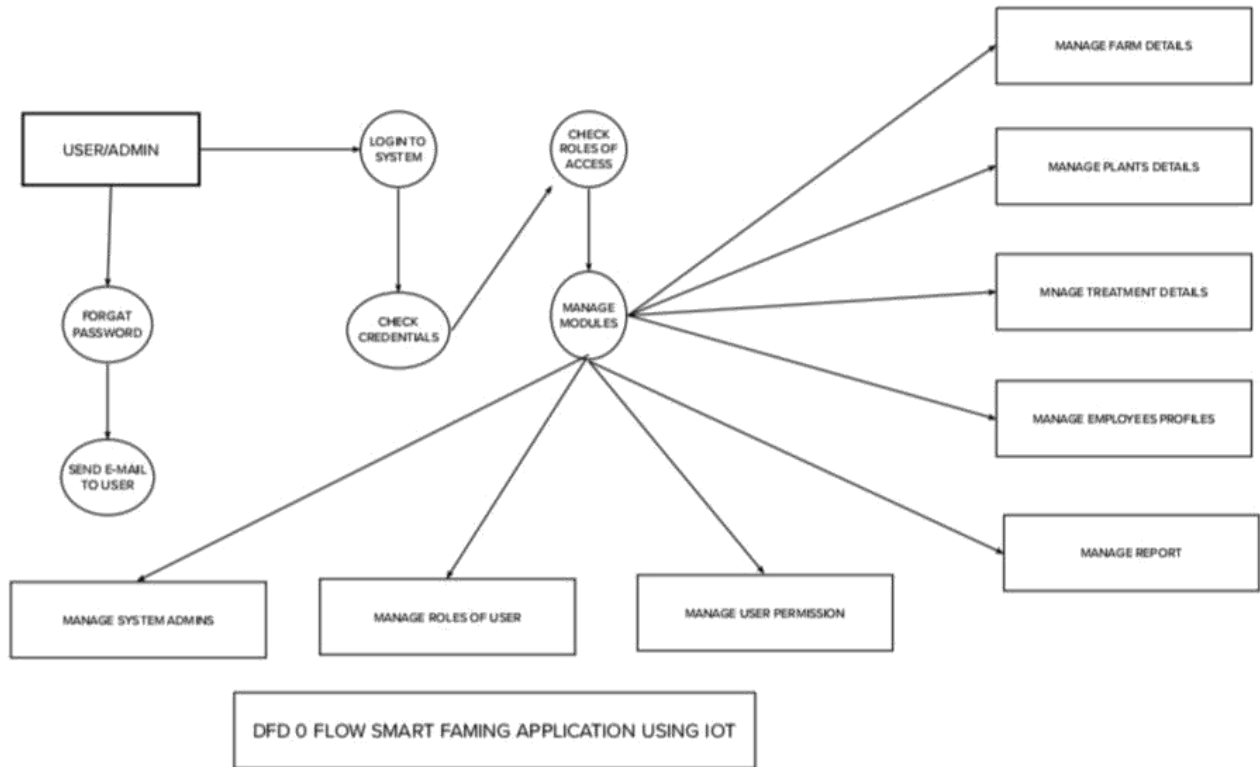 MANAGE FARM DETAILS
USER/ADMIN
LOGIN TO
SYSTEM
CHECK
ROLES OF
ACCESS
MANAGE PLANTS DETAILS
FORGAT
PASSWORD
CHECK
CREDENTIALS
MANAGE
MODULES
MNAGE TREATMENT DETAILS
MANAGE EMPLOYEES PROFILES
SEND E-MAIL
TO USER
MANAGE REPORT
MANAGE SYSTEM ADMINS
MANAGE ROLES OF USER
MANAGE USER PERMISSION
DFD 0 FLOW SMART FAMING APPLICATION USING IOT